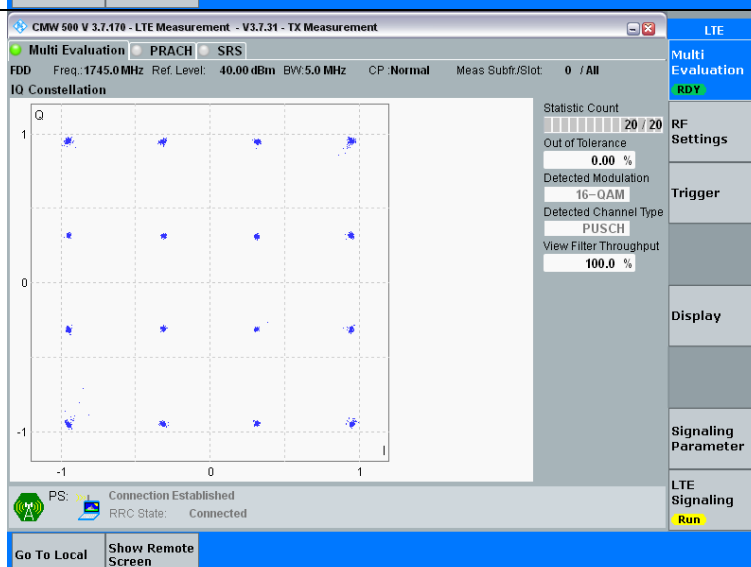 CMW 500 V 3.7.170 - LTE Measurement - V3.7.31 - TX Measurement
LTE
Multi Evaluation PRACH SRS
Multi
Evaluation
RDY
FDD Freq.:1745.0 MHz Ref. Level: 40.00 dBm BW:5.0 MHz CP :Normal Meas Subfr./Slot: 0 / All
IQ Constellation
Q
1
0
-1
-1 0 1
I
Statistic Count
20 / 20
Out of Tolerance
0.00 %
Detected Modulation
16-QAM
Detected Channel Type
PUSCH
View Filter Throughput
100.0 %
RF
Settings
Trigger
Display
Signaling
Parameter
LTE
Signaling
Run
PS: Connection Established
RRC State: Connected
Go To Local
Show Remote
Screen